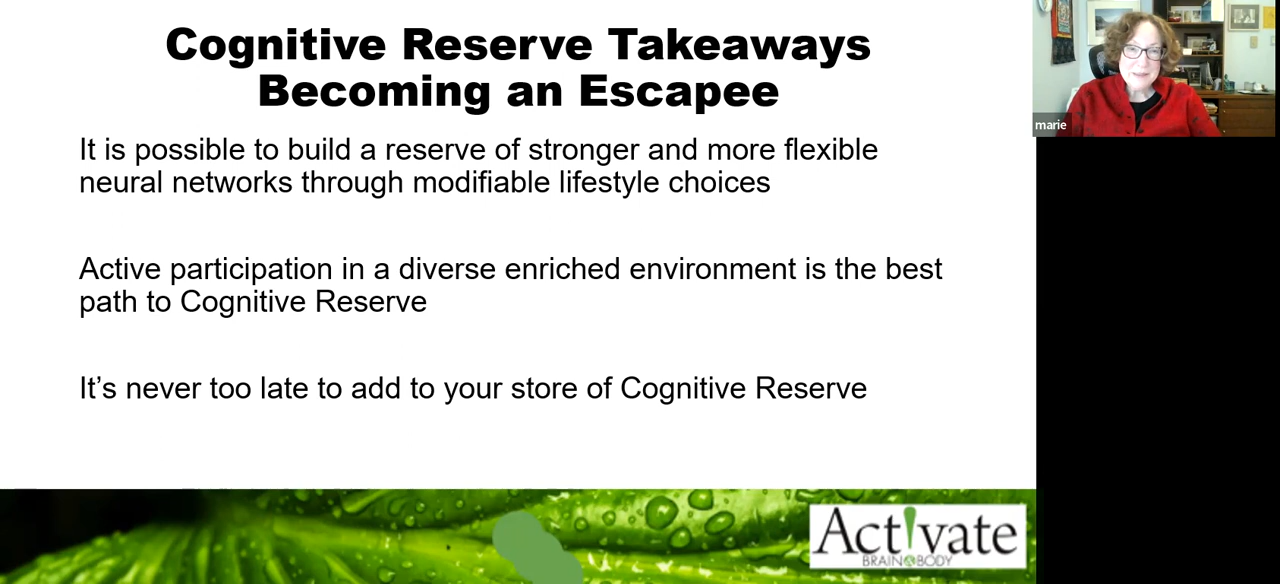 Cognitive Reserve Takeaways
Becoming an Escapee
It is possible to build a reserve of stronger and more flexible
neural networks through modifiable lifestyle choices
Active participation in a diverse enriched environment is the best
path to Cognitive Reserve
It’s never too late to add to your store of Cognitive Reserve
marie
Act!vate
BRAIN BODY